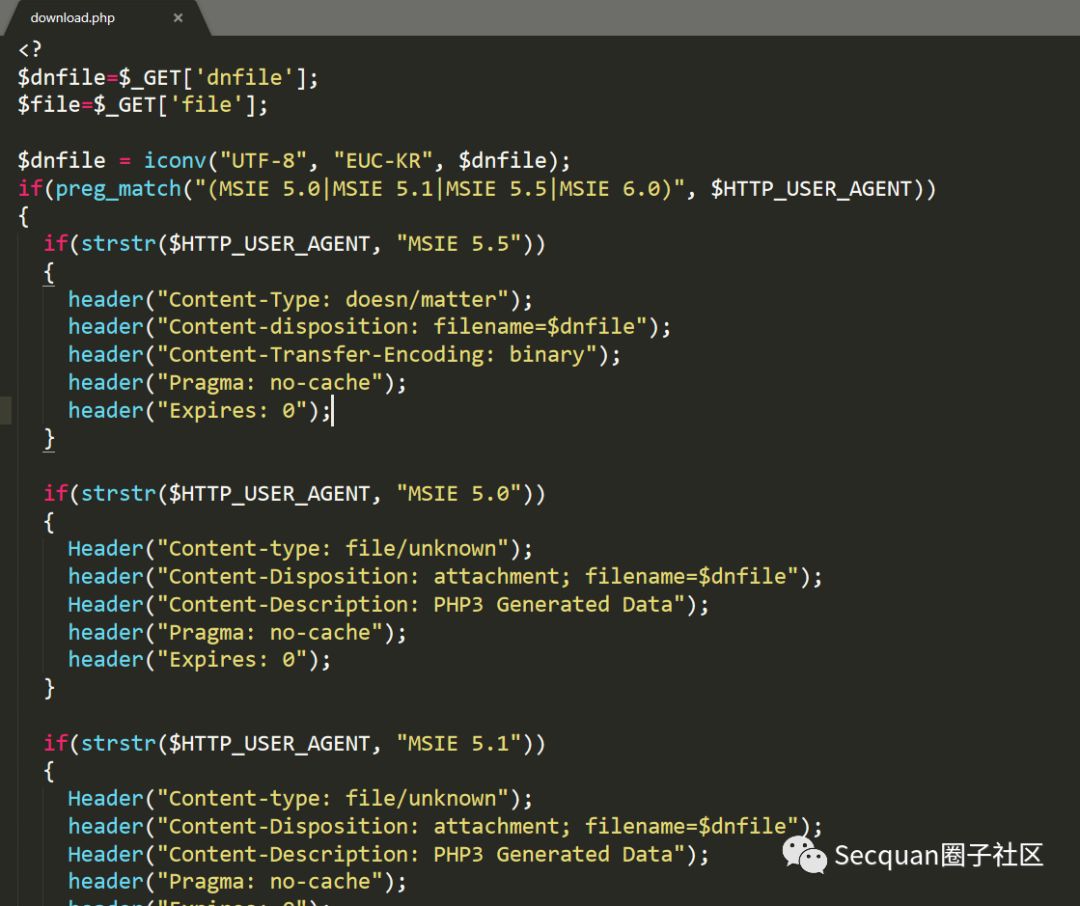 download.php ×
<?
$dnfile=$_GET['dnfile'];
$file=$_GET['file'];
$dnfile = iconv("UTF-8", "EUC-KR", $dnfile);
if(preg_match("(MSIE 5.0|MSIE 5.1|MSIE 5.5|MSIE 6.0)", $HTTP_USER_AGENT))
{
if(strstr($HTTP_USER_AGENT, "MSIE 5.5"))
{
header("Content-Type: doesn/matter");
header("Content-disposition: filename=$dnfile");
header("Content-Transfer-Encoding: binary");
header("Pragma: no-cache");
header("Expires: 0");
}
if(strstr($HTTP_USER_AGENT, "MSIE 5.0"))
{
Header("Content-type: file/unknown");
header("Content-Disposition: attachment; filename=$dnfile");
Header("Content-Description: PHP3 Generated Data");
header("Pragma: no-cache");
header("Expires: 0");
}
if(strstr($HTTP_USER_AGENT, "MSIE 5.1"))
{
Header("Content-type: file/unknown");
header("Content-Disposition: attachment; filename=$dnfile");
Header("Content-Description: PHP3 Generated Data");
header("Pragma: no-cache");
header("Expires: 0");
Secquan圈子社区